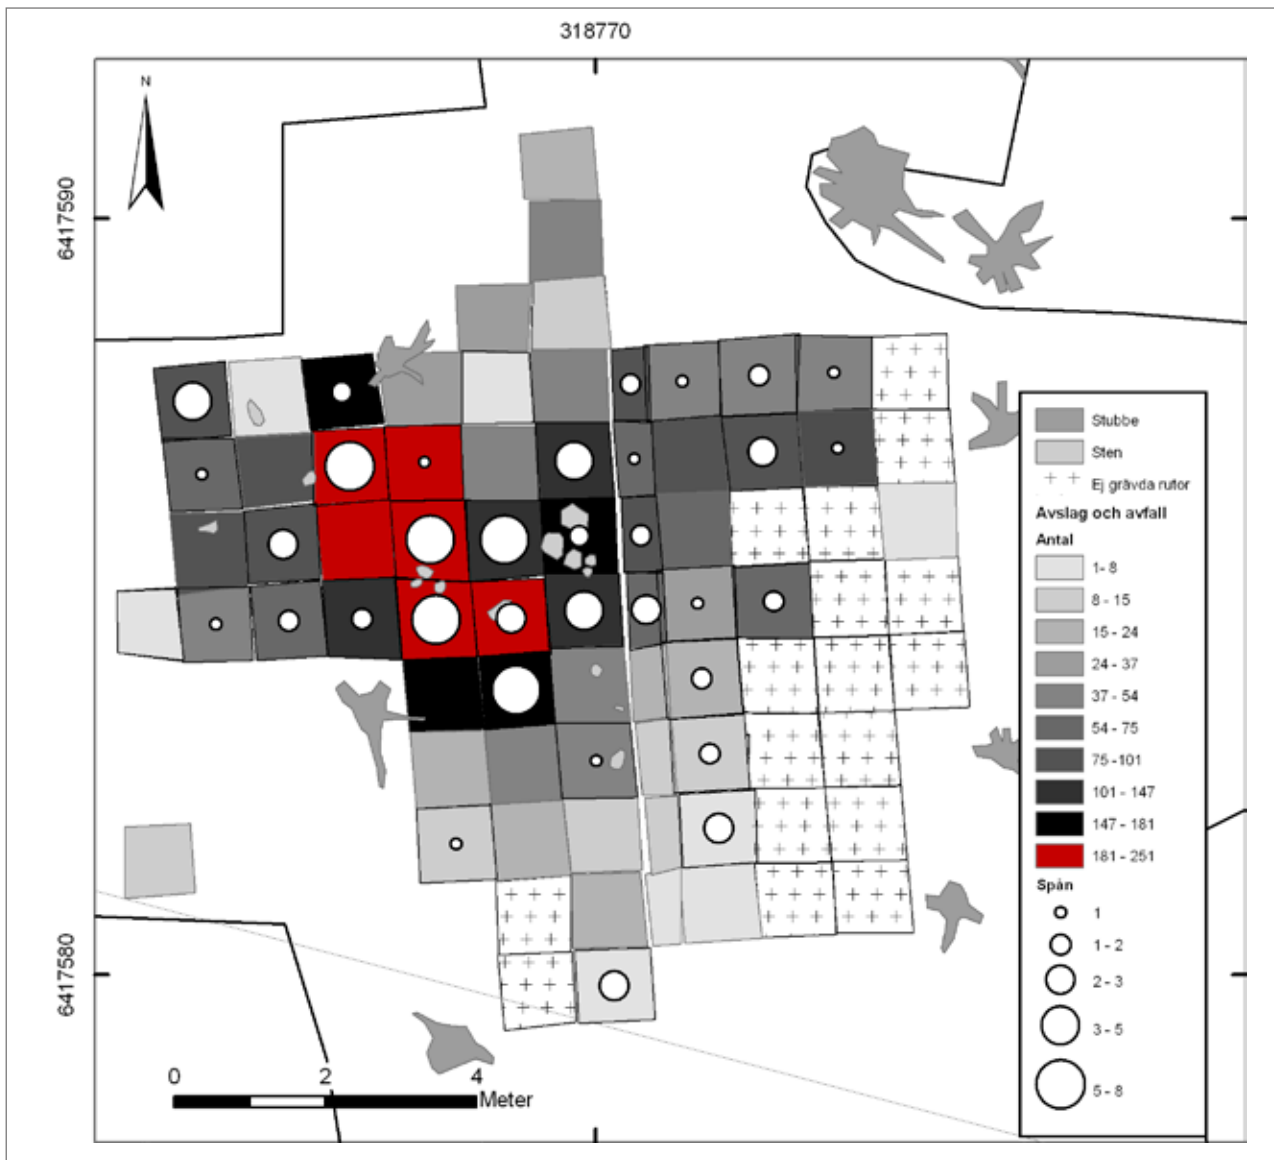 318770
N
6417590
6417580
0 2 4
Meter
Stubbe
Sten
Ej grävda rutor
Avslag och avfall
Antal
1- 8
8 - 15
15 - 24
24 - 37
37 - 54
54 - 75
75 -101
101 - 147
147 - 181
181 - 251
Spån
1
1 - 2
2 - 3
3 - 5
5 - 8